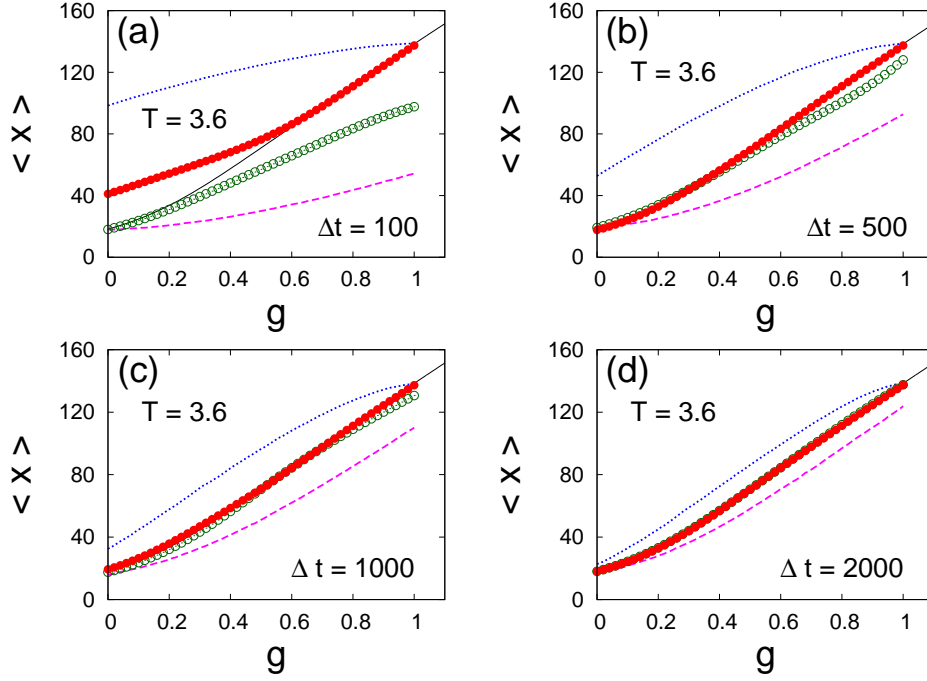 (a)
160
120
80
40
0
< x >
T = 3.6
Δt = 100
0 0.2 0.4 0.6 0.8 1
g
(b)
160
120
80
40
0
< x >
T = 3.6
Δt = 500
0 0.2 0.4 0.6 0.8 1
g
(c)
160
120
80
40
0
< x >
T = 3.6
Δ t = 1000
0 0.2 0.4 0.6 0.8 1
g
(d)
160
120
80
40
0
< x >
T = 3.6
Δ t = 2000
0 0.2 0.4 0.6 0.8 1
g